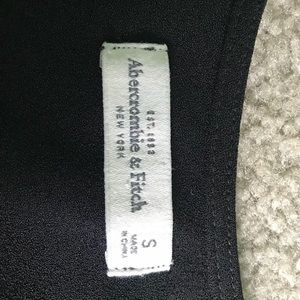 EST. 1892
Abercrombie & Fitch
NEW YORK
S
MADE
IN CHINA